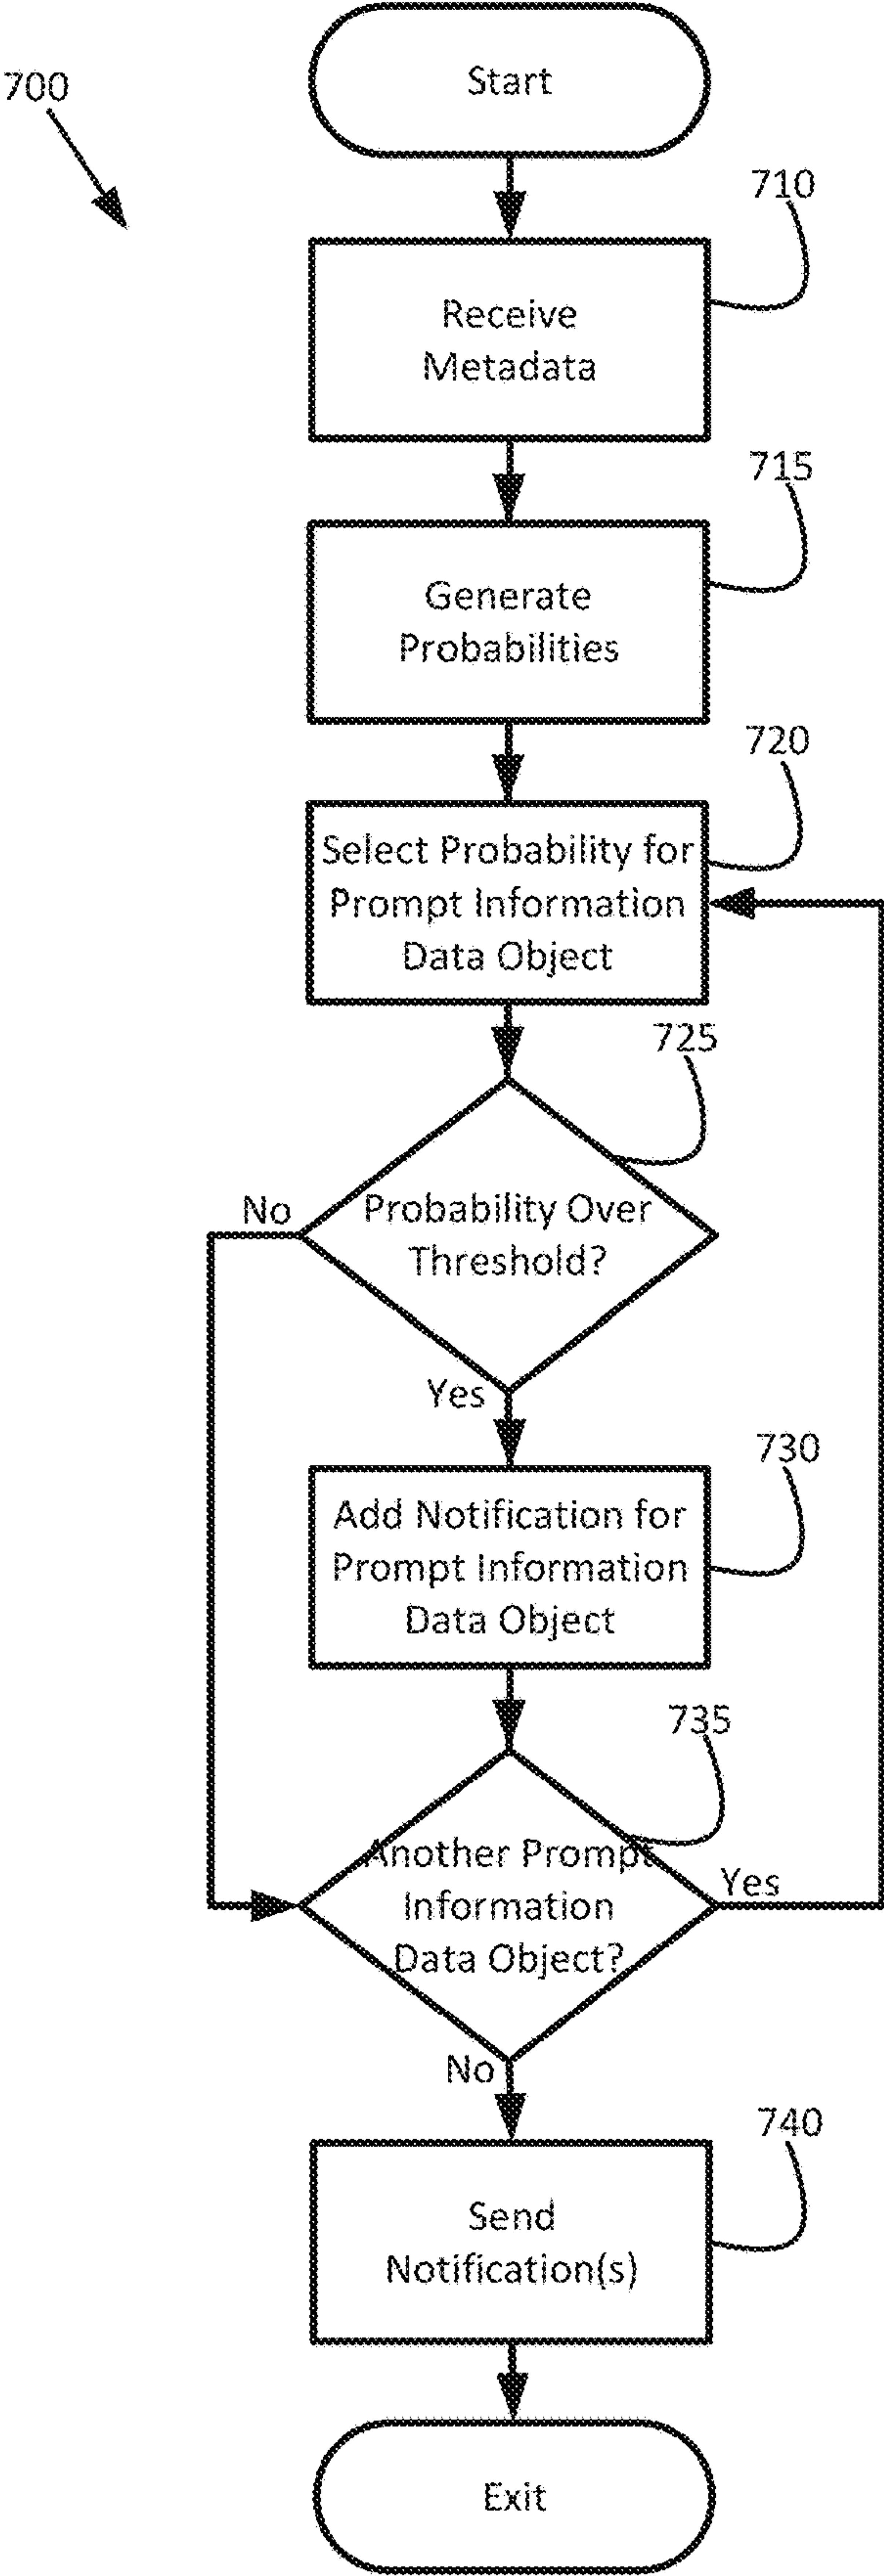 Start
700
710
Receive
Metadata
715
Generate
Probabilities
720
Select Probability for
Prompt Information
Data Object
725
No
Probability Over
Threshold?
Yes
730
Add Notification for
Prompt Information
Data Object
735
Another Prompt
Information
Data Object?
Yes
No
740
Send
Notification(s)
Exit